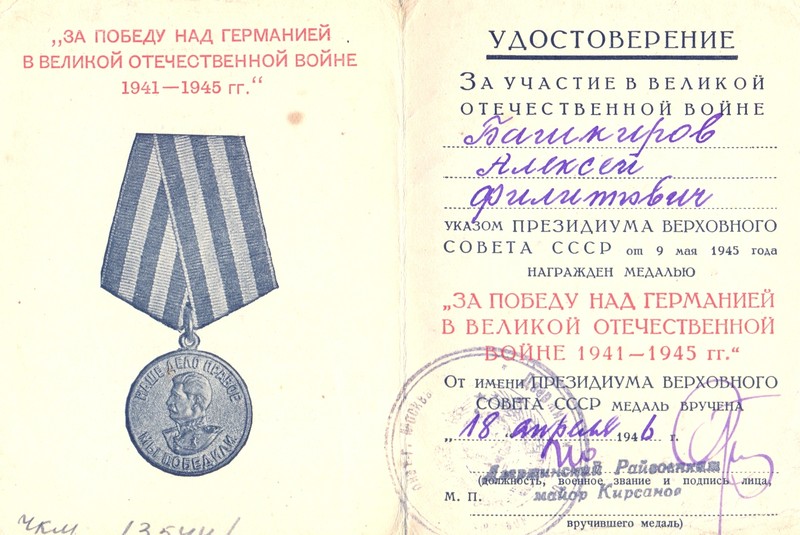 „ЗА ПОБЕДУ НАД ГЕРМАНИЕЙ
В ВЕЛИКОЙ ОТЕЧЕСТВЕННОЙ ВОЙНЕ
1941—1945 гг.“
НАШЕ ДЕЛО ПРАВОЕ
МЫ ПОБЕДИЛИ
УДОСТОВЕРЕНИЕ
ЗА УЧАСТИЕ В ВЕЛИКОЙ
ОТЕЧЕСТВЕННОЙ ВОЙНЕ
Башкиров
Алексей
Филиппович
УКАЗОМ ПРЕЗИДИУМА ВЕРХОВНОГО
СОВЕТА СССР от 9 мая 1945 года
НАГРАЖДЕН МЕДАЛЬЮ
„ЗА ПОБЕДУ НАД ГЕРМАНИЕЙ
В ВЕЛИКОЙ ОТЕЧЕСТВЕННОЙ
ВОЙНЕ 1941—1945 гг.“
От имени ПРЕЗИДИУМА ВЕРХОВНОГО
СОВЕТА СССР МЕДАЛЬ ВРУЧЕНА
„18 апреля 1946 г.
Дзержинский Райвоенком
(должность, военное звание и подпись лица,
М. П. майор Кирсанов
вручившего медаль)